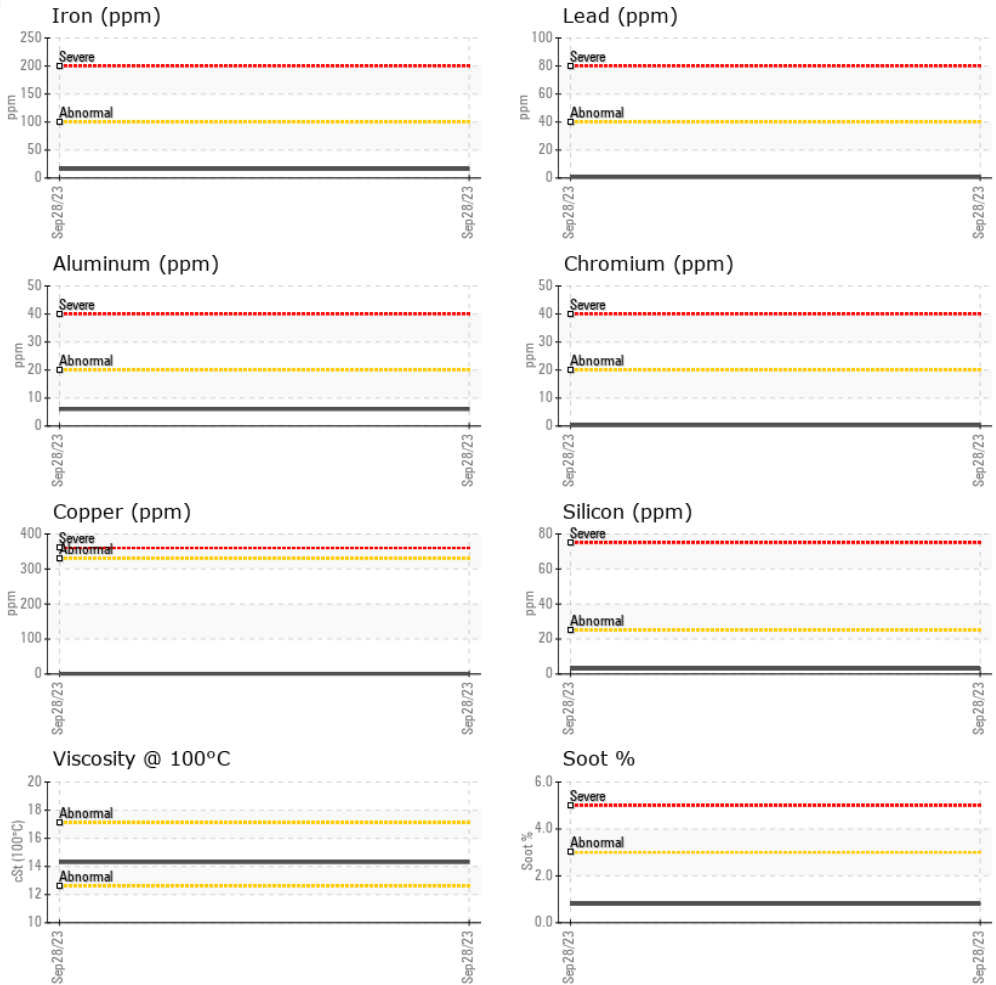 Iron (ppm)
250
200
150
100
50
0
ppm
Severe
Abnormal
Sep28/23
Sep28/23
Lead (ppm)
100
80
60
40
20
0
ppm
Severe
Abnormal
Sep28/23
Sep28/23
Aluminum (ppm)
50
40
30
20
10
0
ppm
Severe
Abnormal
Sep28/23
Sep28/23
Chromium (ppm)
50
40
30
20
10
0
ppm
Severe
Abnormal
Sep28/23
Sep28/23
Copper (ppm)
400
300
200
100
0
ppm
Severe
Abnormal
Sep28/23
Sep28/23
Silicon (ppm)
80
60
40
20
0
ppm
Severe
Abnormal
Sep28/23
Sep28/23
Viscosity @ 100°C
20
18
16
14
12
10
cSt (100°C)
Abnormal
Abnormal
Sep28/23
Sep28/23
Soot %
6.0
4.0
2.0
0.0
Soot %
Severe
Abnormal
Sep28/23
Sep28/23